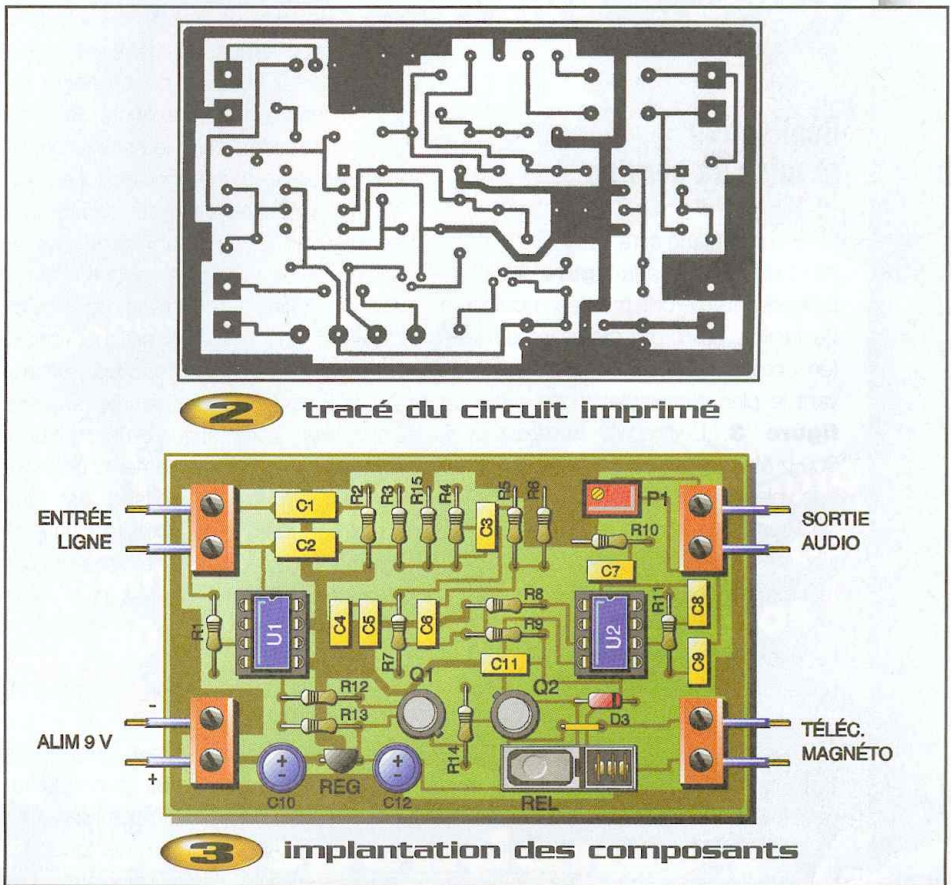 2 tracé du circuit imprimé
figure 3
ENTRÉE
LIGNE
C1
C2
R2
R3
R15
R4
C3
R5
R6
P1
R10
SORTIE
AUDIO
C7
R1
U1
C4
C5
R7
C6
R8
R9
U2
R11
C8
C9
C11
Q1
Q2
R12
R13
R14
D3
-
ALIM 9 V
+
+
-
C10
REG
+
-
C12
REL
TÉLÉC.
MAGNÉTO
3 implantation des composants